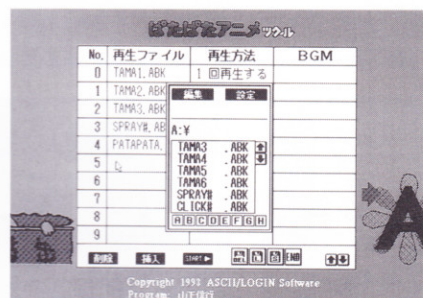 ぱたぱたアニメツクール
No. 再生ファイル 再生方法 BGM
0 TAMA1.ABK 1回再生する
1 TAMA2.ABK
2 TAMA3.ABK
3 SPRAY#.AB
4 PATAPATA.
5
6
7
8
9
編集 設定
A:¥
TAMA3 .ABK
TAMA4 .ABK
TAMA5 .ABK
TAMA6 .ABK
SPRAY# .ABK
CLICK# .ABK
A B C D E F G H
削除 挿入 START END
Copyright 1992 ASCII/LOGIN Software
Program: